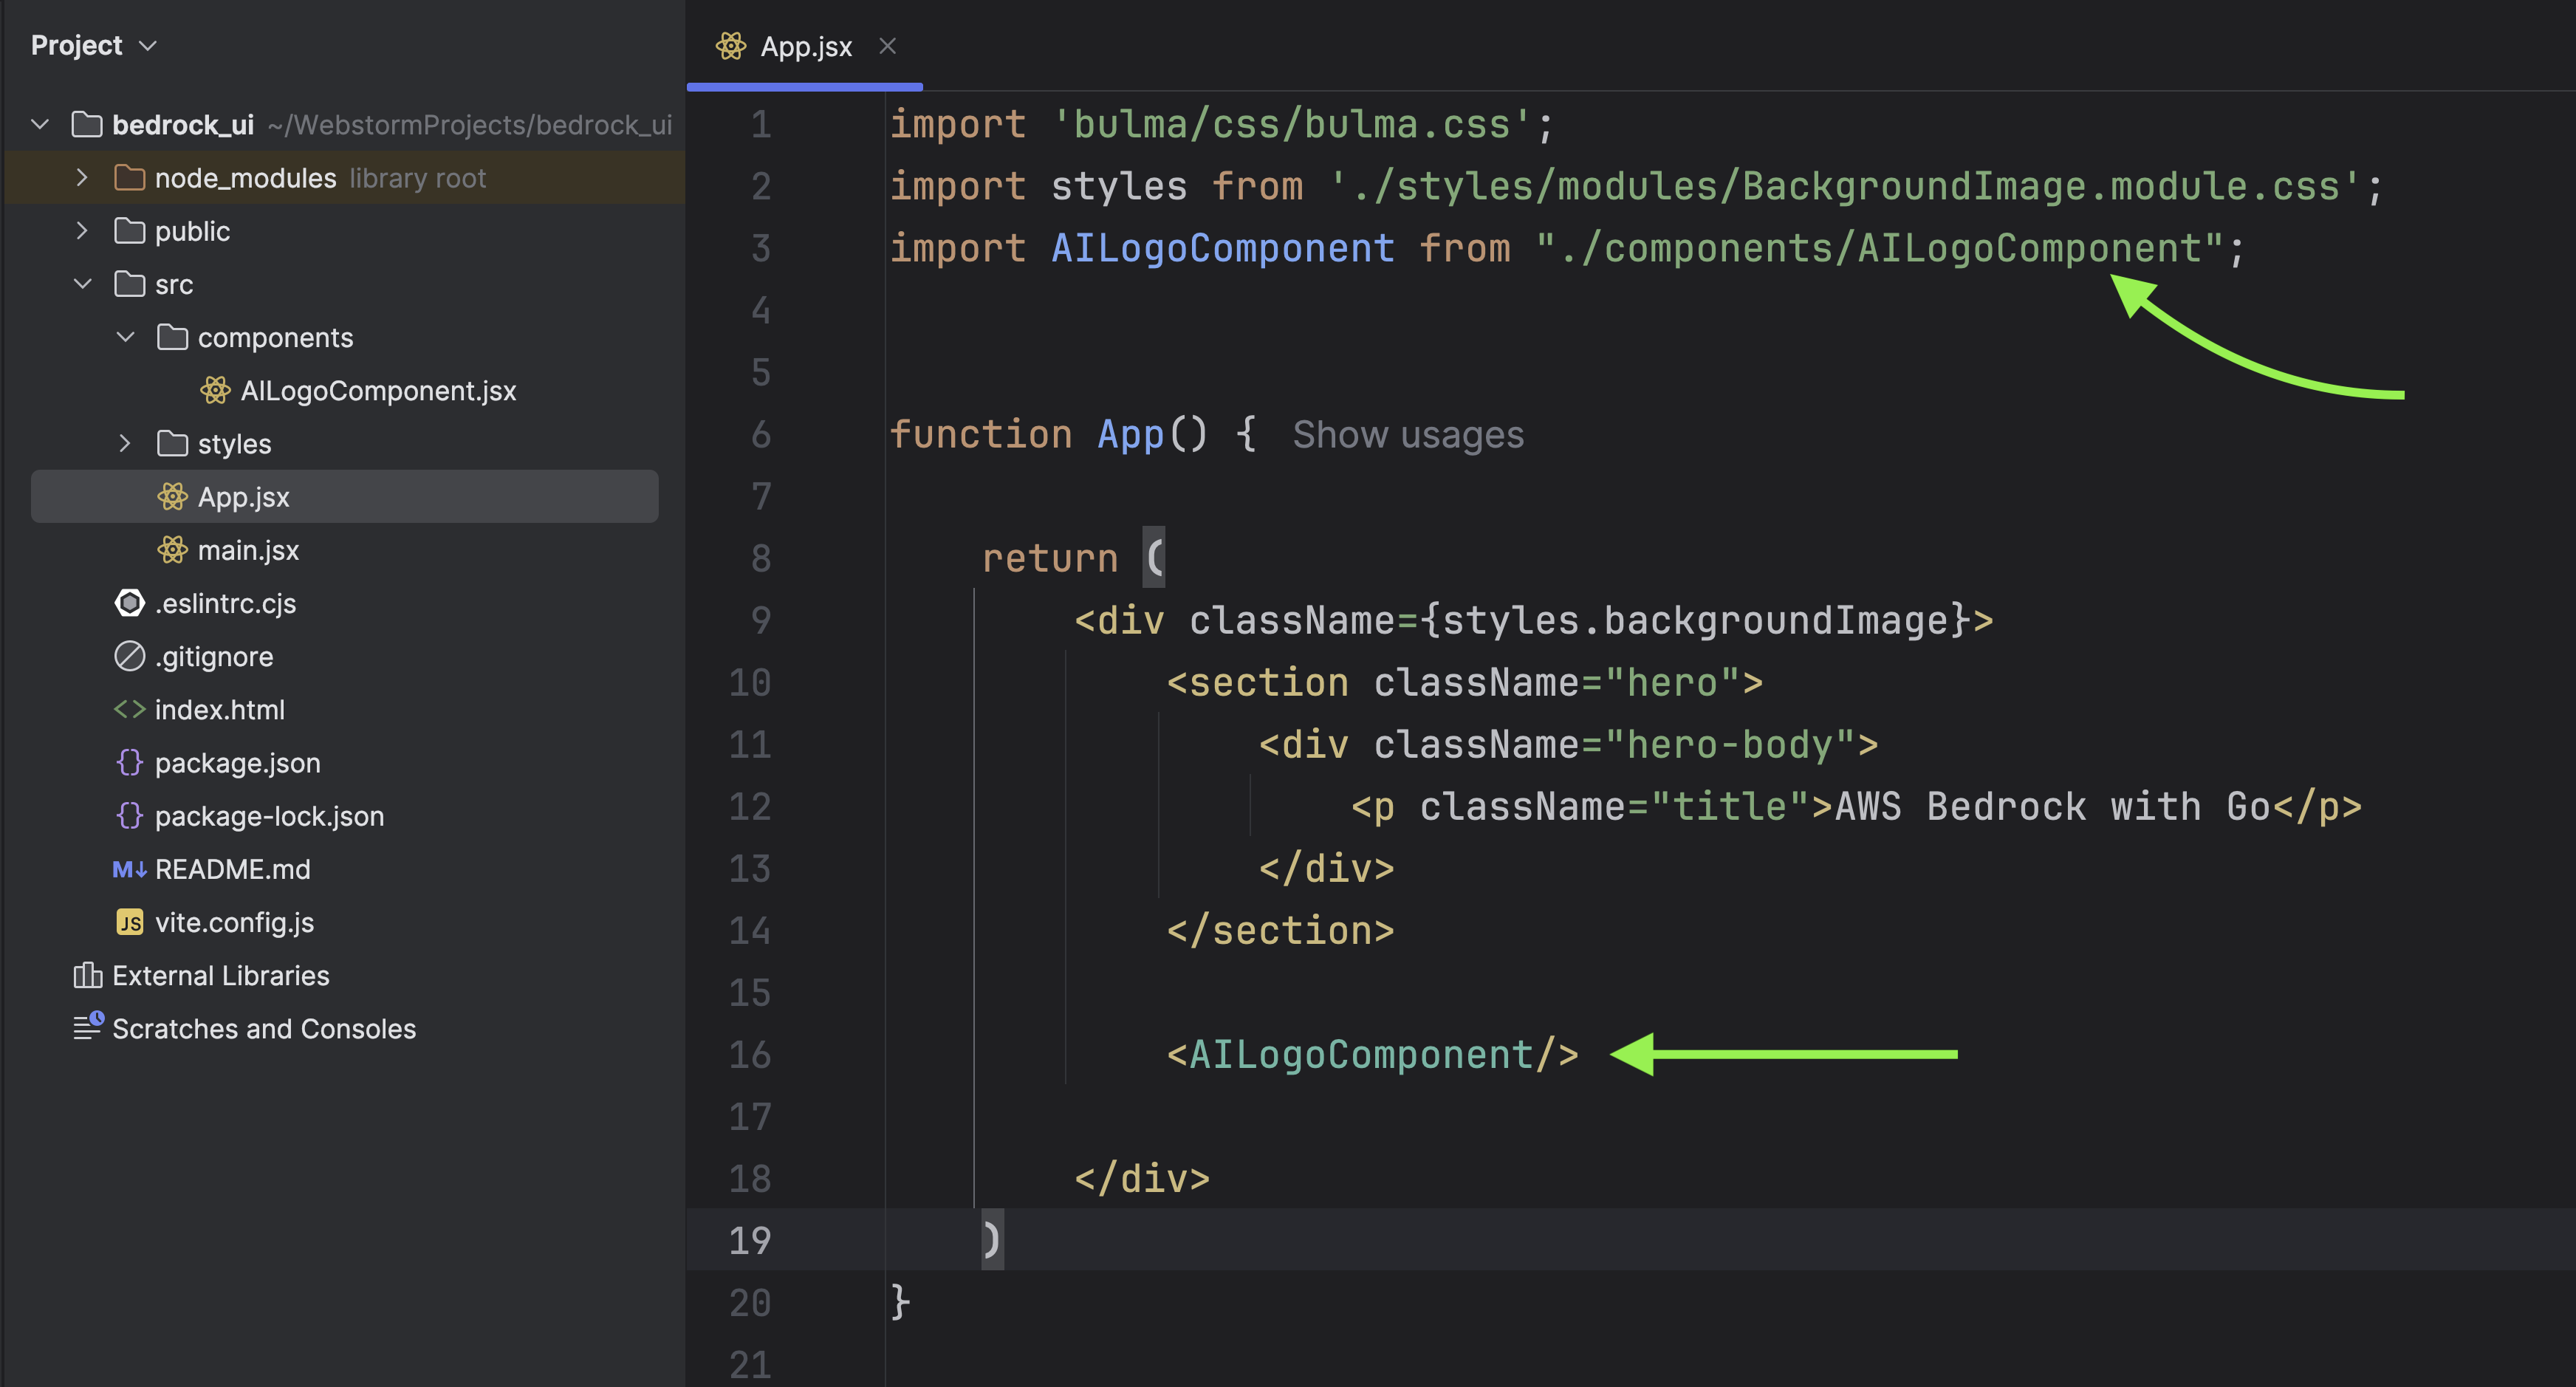 Project
bedrock_ui ~/WebstormProjects/bedrock_ui
node_modules library root
public
src
components
AILogoComponent.jsx
styles
App.jsx
main.jsx
.eslintrc.cjs
.gitignore
index.html
package.json
package-lock.json
M↓ README.md
JS vite.config.js
External Libraries
Scratches and Consoles
App.jsx
1 import 'bulma/css/bulma.css';
2 import styles from './styles/modules/BackgroundImage.module.css';
3 import AILogoComponent from "./components/AILogoComponent";
4
5
6 function App() { Show usages
7
8 return (
9 <div className={styles.backgroundImage}>
10 <section className="hero">
11 <div className="hero-body">
12 <p className="title">AWS Bedrock with Go</p>
13 </div>
14 </section>
15
16 <AILogoComponent/>
17
18 </div>
19 )
20 }
21